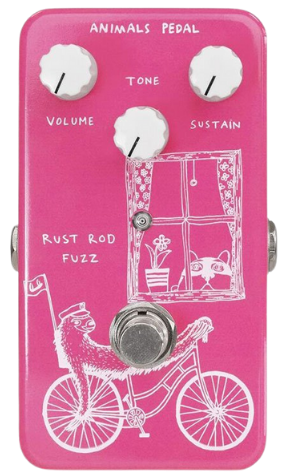 ANIMALS PEDAL
TONE
VOLUME
SUSTAIN
RUST ROD
FUZZ